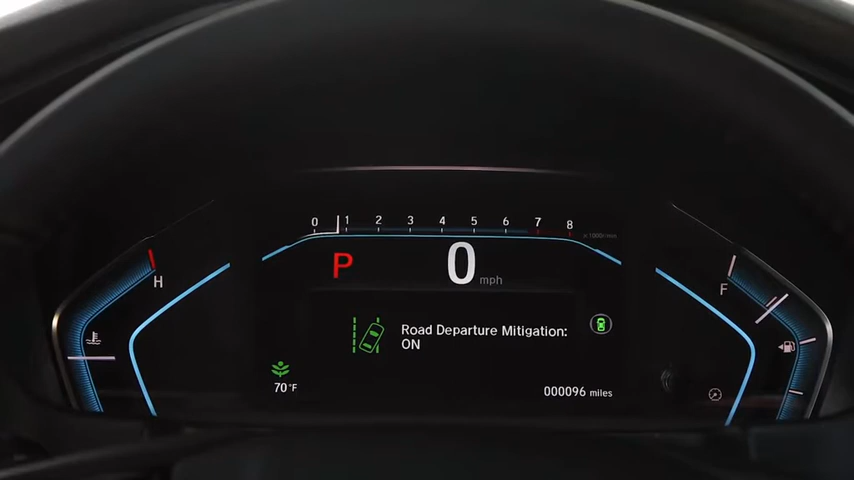 0 1 2 3 4 5 6 7 8
x 1000r/min
P 0 mph
H
F
Road Departure Mitigation:
ON
70°F
000096 miles